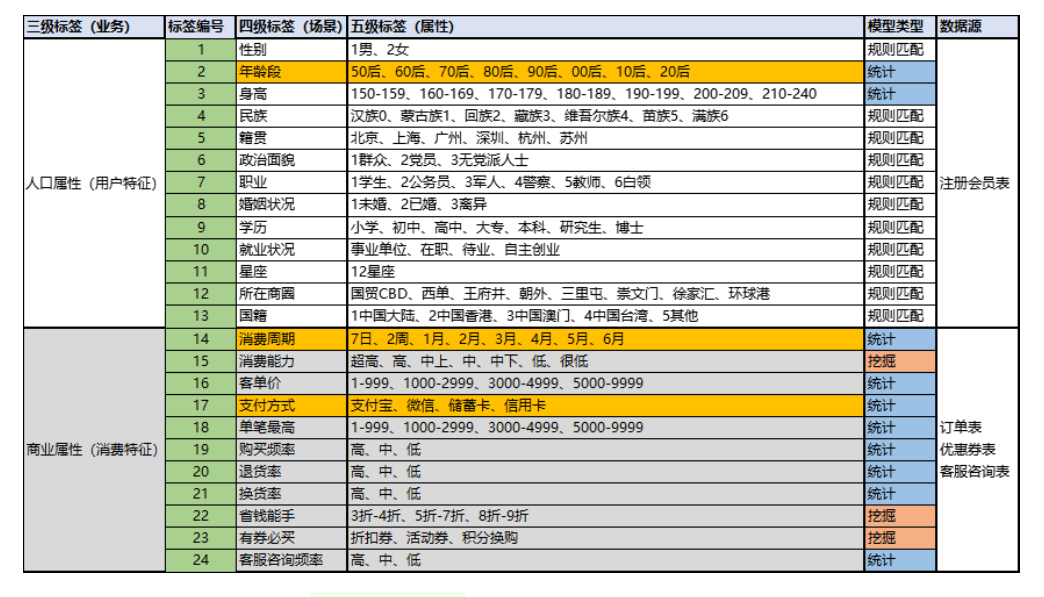 三级标签（业务） 标签编号 四级标签（场景） 五级标签（属性） 模型类型 数据源
1 性别 1男、2女 规则匹配
2 年龄段 50后、60后、70后、80后、90后、00后、10后、20后 统计
3 身高 150-159、160-169、170-179、180-189、190-199、200-209、210-240 统计
4 民族 汉族0、蒙古族1、回族2、藏族3、维吾尔族4、苗族5、满族6 规则匹配
5 籍贯 北京、上海、广州、深圳、杭州、苏州 规则匹配
6 政治面貌 1群众、2党员、3无党派人士 规则匹配
人口属性（用户特征） 7 职业 1学生、2公务员、3军人、4警察、5教师、6白领 规则匹配 注册会员表
8 婚姻状况 1未婚、2已婚、3离异 规则匹配
9 学历 小学、初中、高中、大专、本科、研究生、博士 规则匹配
10 就业状况 事业单位、在职、待业、自主创业 规则匹配
11 星座 12星座 规则匹配
12 所在商圈 国贸CBD、西单、王府井、朝外、三里屯、崇文门、徐家汇、环球港 规则匹配
13 国籍 1中国大陆、2中国香港、3中国澳门、4中国台湾、5其他 规则匹配
14 消费周期 7日、2周、1月、2月、3月、4月、5月、6月 统计
15 消费能力 超高、高、中上、中、中下、低、很低 挖掘
16 客单价 1-999、1000-2999、3000-4999、5000-9999 统计
17 支付方式 支付宝、微信、储蓄卡、信用卡 统计
18 单笔最高 1-999、1000-2999、3000-4999、5000-9999 统计 订单表
商业属性（消费特征） 19 购买频率 高、中、低 统计 优惠券表
20 退货率 高、中、低 统计 客服咨询表
21 换货率 高、中、低 统计
22 省钱能手 3折-4折、5折-7折、8折-9折 挖掘
23 有券必买 折扣券、活动券、积分换购 挖掘
24 客服咨询频率 高、中、低 统计